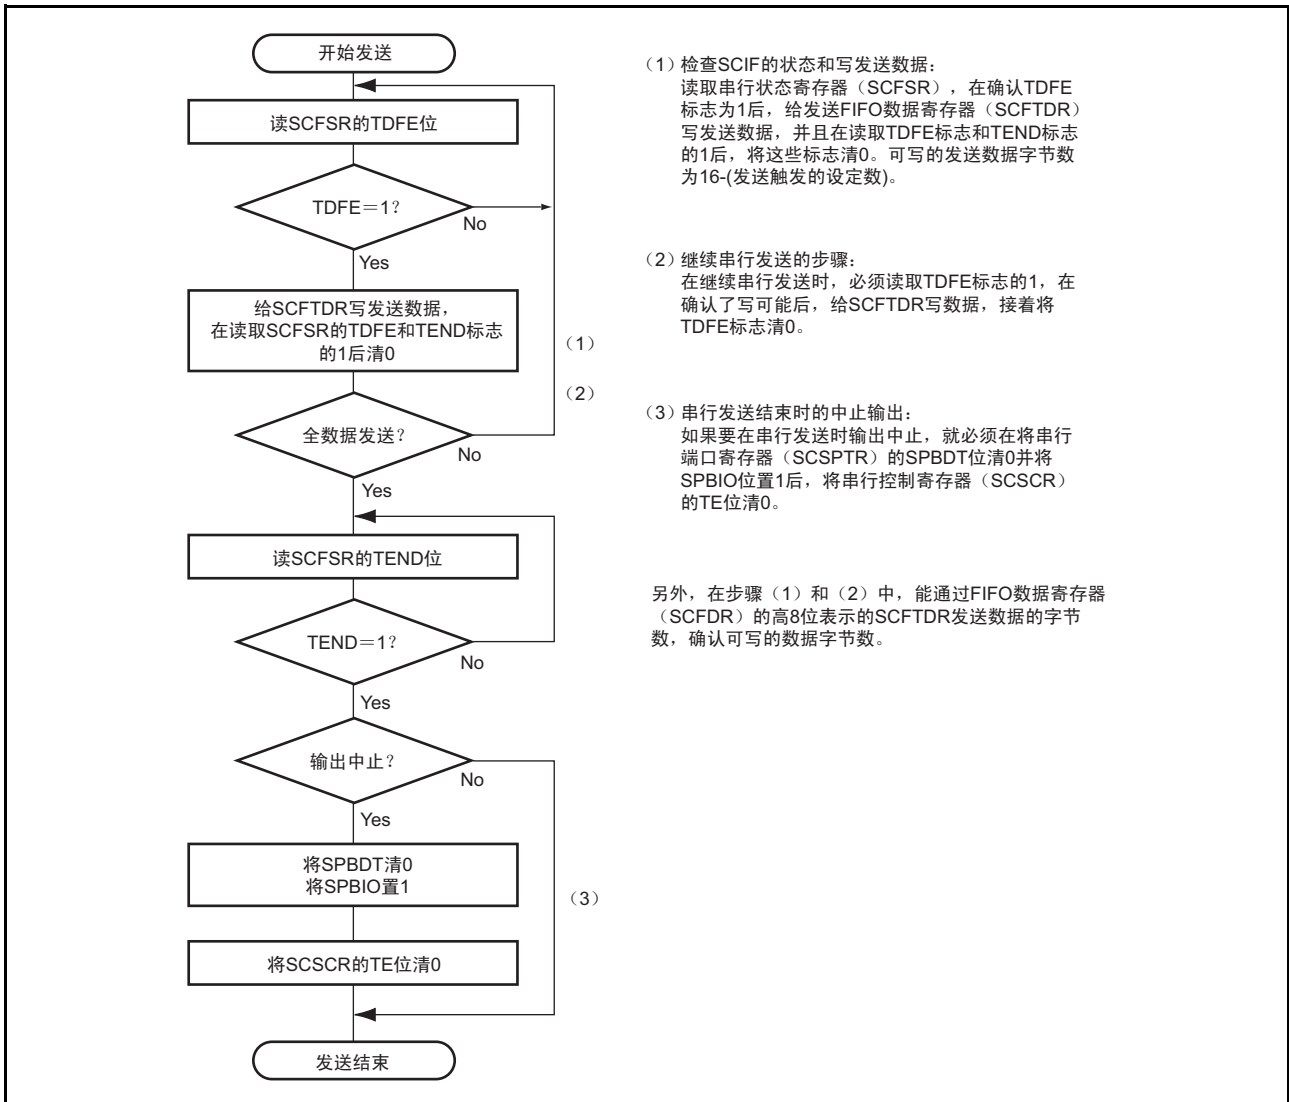 开始发送
读SCFSR的TDFE位
TDFE＝1？
No
Yes
给SCFTDR写发送数据，
在读取SCFSR的TDFE和TEND标志
的1后清0
（1）
（2）
全数据发送？
No
Yes
读SCFSR的TEND位
TEND＝1？
No
Yes
输出中止？
No
Yes
将SPBDT清0
将SPBIO置1
（3）
将SCSCR的TE位清0
发送结束
（1）检查SCIF的状态和写发送数据：
读取串行状态寄存器（SCFSR），在确认TDFE
标志为1后，给发送FIFO数据寄存器（SCFTDR）
写发送数据，并且在读取TDFE标志和TEND标志
的1后，将这些标志清0。可写的发送数据字节数
为16-(发送触发的设定数)。
（2）继续串行发送的步骤：
在继续串行发送时，必须读取TDFE标志的1，在
确认了写可能后，给SCFTDR写数据，接着将
TDFE标志清0。
（3）串行发送结束时的中止输出：
如果要在串行发送时输出中止，就必须在将串行
端口寄存器（SCSPTR）的SPBDT位清0并将
SPBIO位置1后，将串行控制寄存器（SCSCR）
的TE位清0。
另外，在步骤（1）和（2）中，能通过FIFO数据寄存器
（SCFDR）的高8位表示的SCFTDR发送数据的字节
数，确认可写的数据字节数。